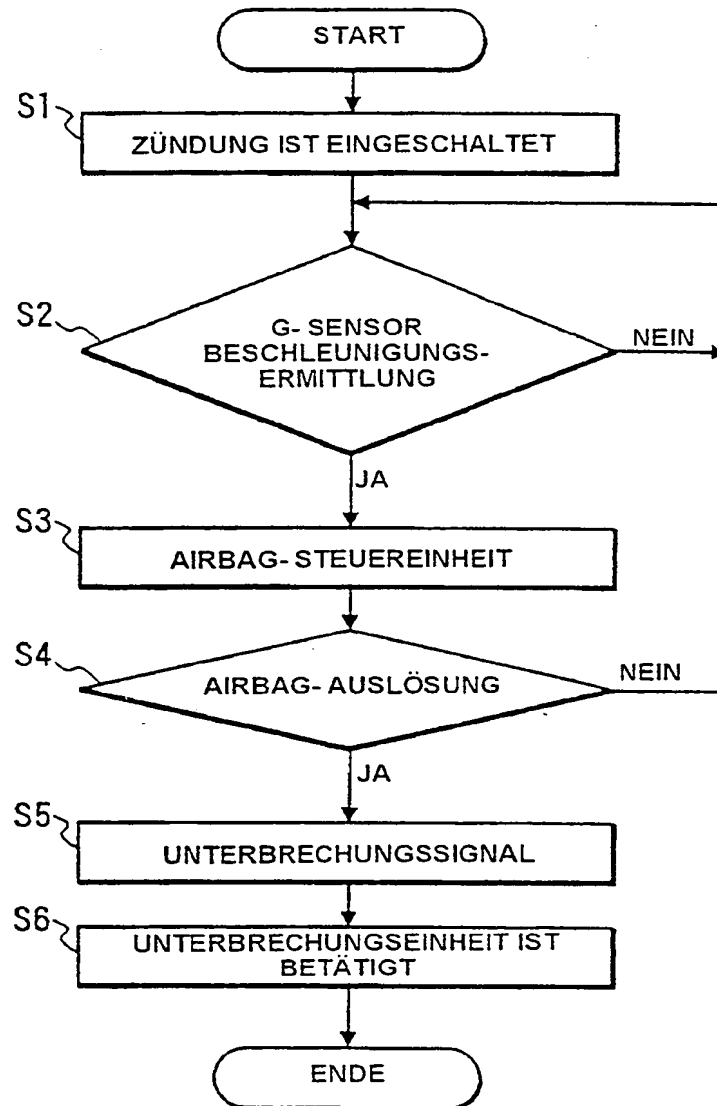 START
S1
ZÜNDUNG IST EINGESCHALTET
S2
G- SENSOR
BESCHLEUNIGUNGS-
ERMITTLUNG
NEIN
JA
S3
AIRBAG- STEUEREINHEIT
S4
AIRBAG- AUSLÖSUNG
NEIN
JA
S5
UNTERBRECHUNGSSIGNAL
S6
UNTERBRECHUNGSEINHEIT IST
BETÄTIGT
ENDE